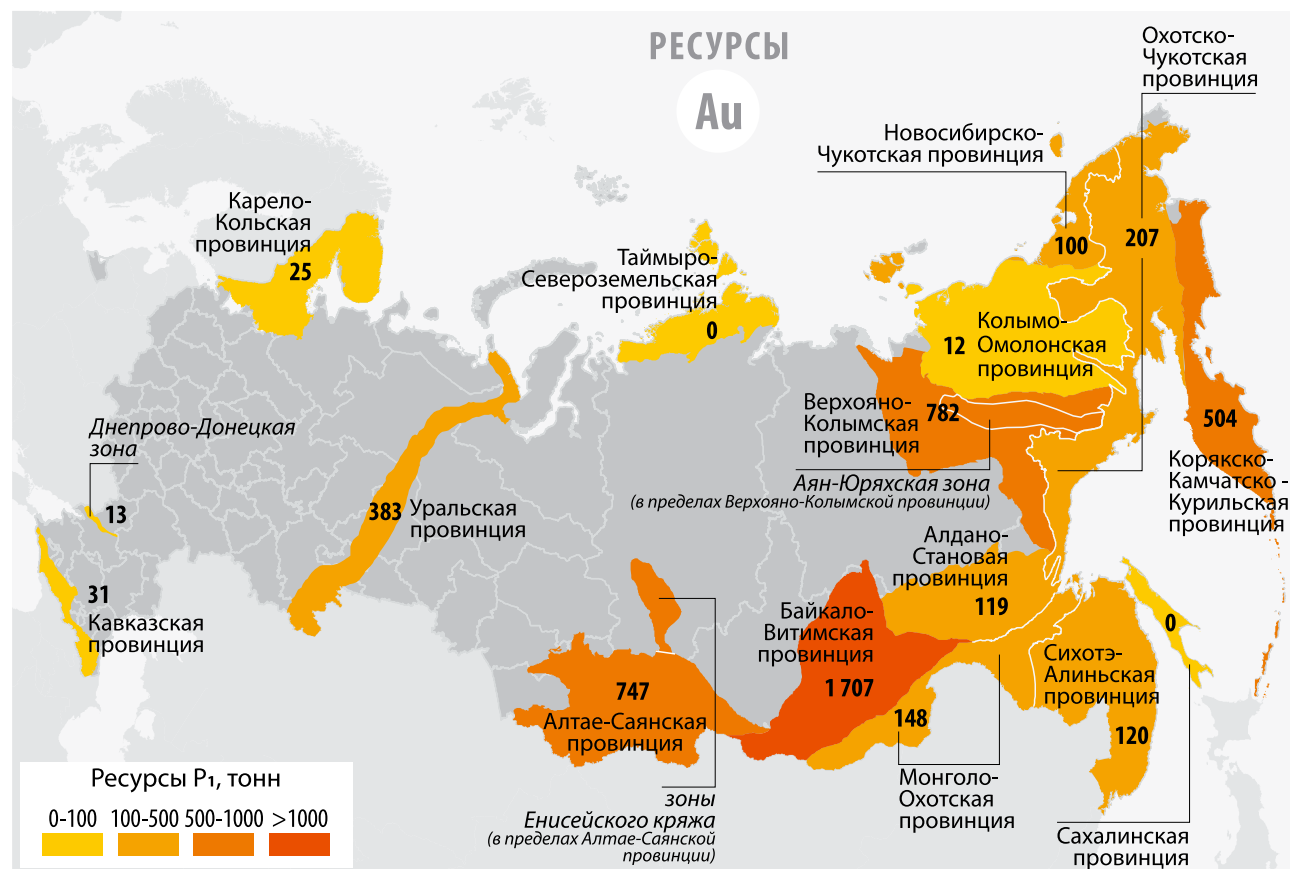 РЕСУРСЫ
Au
Охотско-
Чукотская
провинция
207
Новосибирско-
Чукотская провинция
100
Карело-
Кольская
провинция
25
Таймыро-
Североземельская
провинция
0
Колымо-
Омолонская
провинция
12
Верхояно-
Колымская
провинция
782
Аян-Юряхская зона
(в пределах Верхояно-Колымской провинции)
504
Корякско-
Камчатско -
Курильская
провинция
Днепрово-Донецкая
зона
13
383
Уральская
провинция
31
Кавказская
провинция
Алдано-
Становая
провинция
119
Байкало-
Витимская
провинция
1 707
0
Сихотэ-
Алиньская
провинция
120
747
Алтае-Саянская
провинция
148
Монголо-
Охотская
провинция
зоны
Енисейского кряжа
(в пределах Алтае-Саянской
провинции)
Сахалинская
провинция
Ресурсы P₁, тонн
0-100 100-500 500-1000 >1000